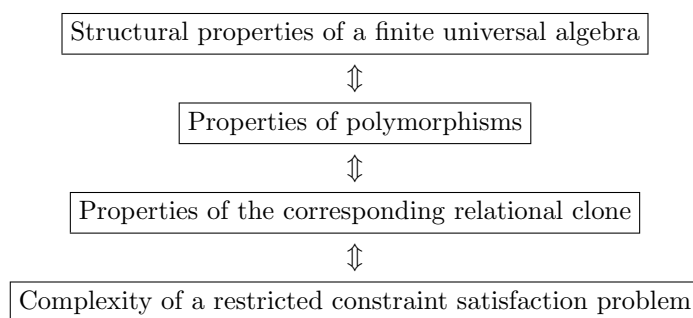 Structural properties of a finite universal algebra
⇕
Properties of polymorphisms
⇕
Properties of the corresponding relational clone
⇕
Complexity of a restricted constraint satisfaction problem